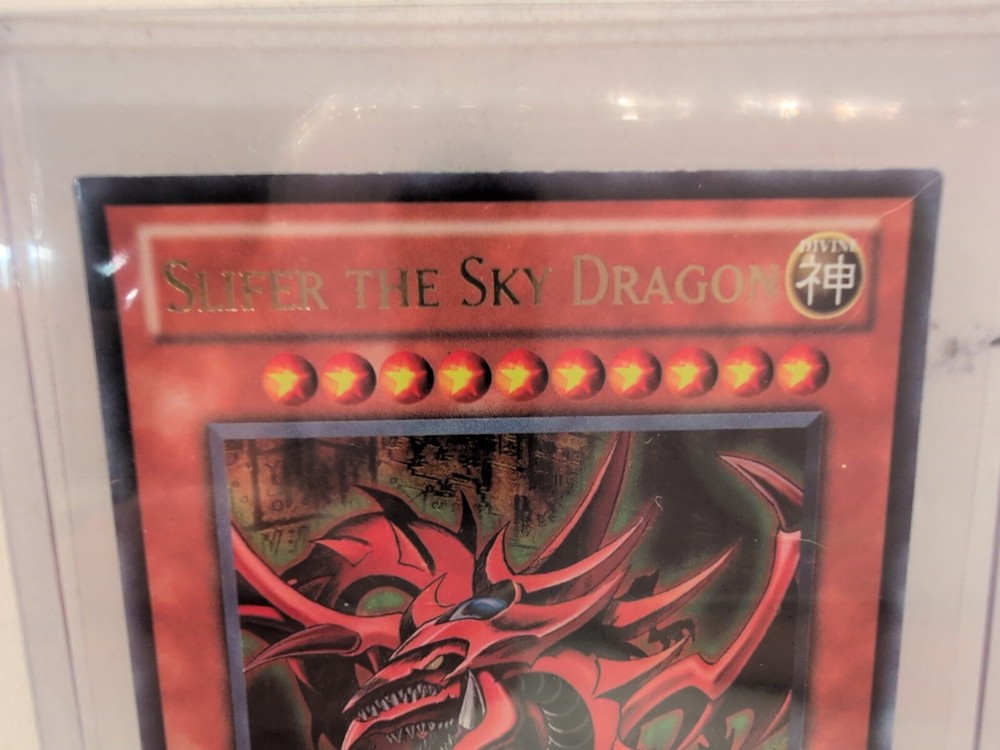 SLIFER THE SKY DRAGON
DIVINE
神